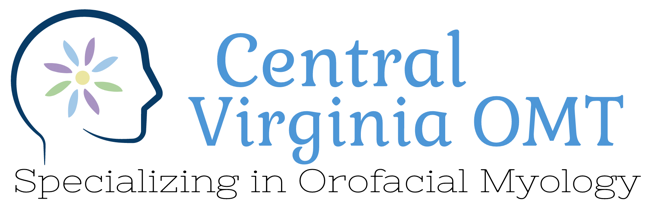 Central
Virginia OMT
Specializing in Orofacial Myology